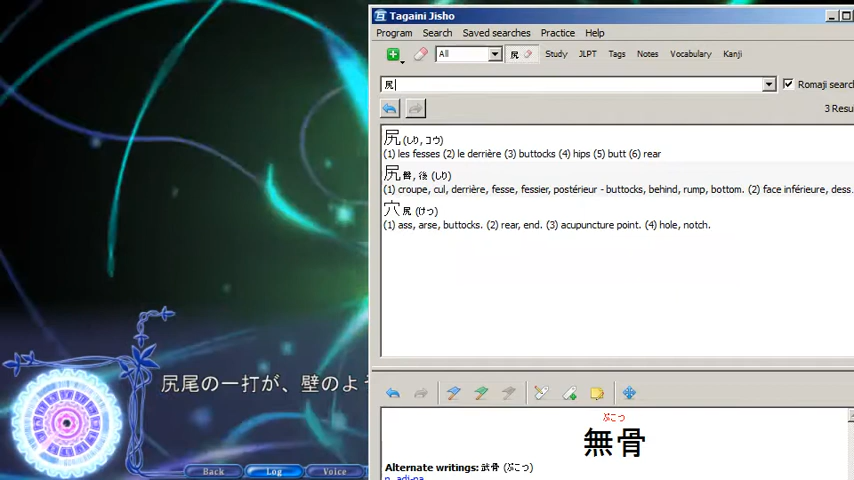 Tagaini Jisho
Program Search Saved searches Practice Help
All 尻 Study JLPT Tags Notes Vocabulary Kanji
尻
Romaji search
3 Resu
尻 (しり, コウ)
(1) les fesses (2) le derrière (3) buttocks (4) hips (5) butt (6) rear
尻 臀, 後 (しり)
(1) croupe, cul, derrière, fesse, fessier, postérieur - buttocks, behind, rump, bottom. (2) face inférieure, dess
穴 尻 (けつ)
(1) ass, arse, buttocks. (2) rear, end. (3) acupuncture point. (4) hole, notch.
尻尾の一打が、壁のよう
ぶこつ
無骨
Alternate writings: 武骨 (ぶこつ)
n, adj-na
Back Log Voice